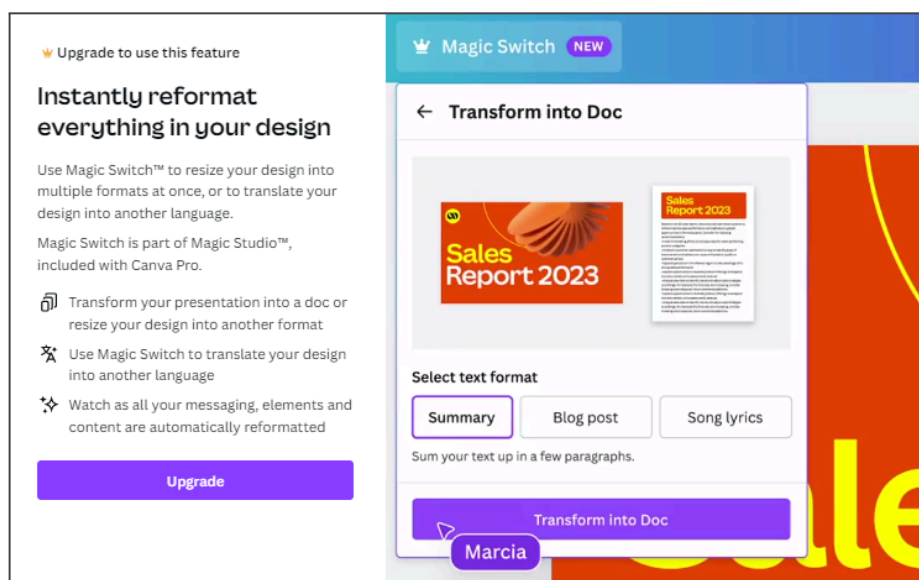 Upgrade to use this feature
Instantly reformat
everything in your design
Use Magic Switch™ to resize your design into
multiple formats at once, or to translate your
design into another language.
Magic Switch is part of Magic Studio™,
included with Canva Pro.
Transform your presentation into a doc or
resize your design into another format
Use Magic Switch to translate your design
into another language
Watch as all your messaging, elements and
content are automatically reformatted
Upgrade
Magic Switch NEW
Transform into Doc
Sales
Report 2023
Sales
Report 2023
Select text format
Summary Blog post Song lyrics
Sum your text up in a few paragraphs.
Transform into Doc
Marcia